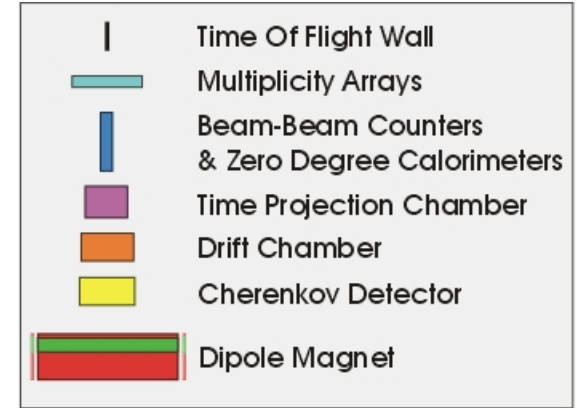 Time Of Flight Wall
Multiplicity Arrays
Beam-Beam Counters
& Zero Degree Calorimeters
Time Projection Chamber
Drift Chamber
Cherenkov Detector
Dipole Magnet